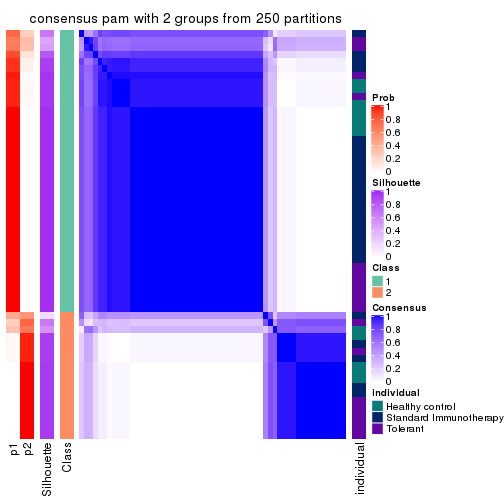 consensus pam with 2 groups from 250 partitions
Prob
1
0.8
0.6
0.4
0.2
0
Silhouette
1
0.8
0.6
0.4
0.2
0
Class
1
2
Consensus
1
0.8
0.6
0.4
0.2
0
individual
Healthy control
Standard Immunotherapy
Tolerant
p1
p2
Silhouette
Class
individual